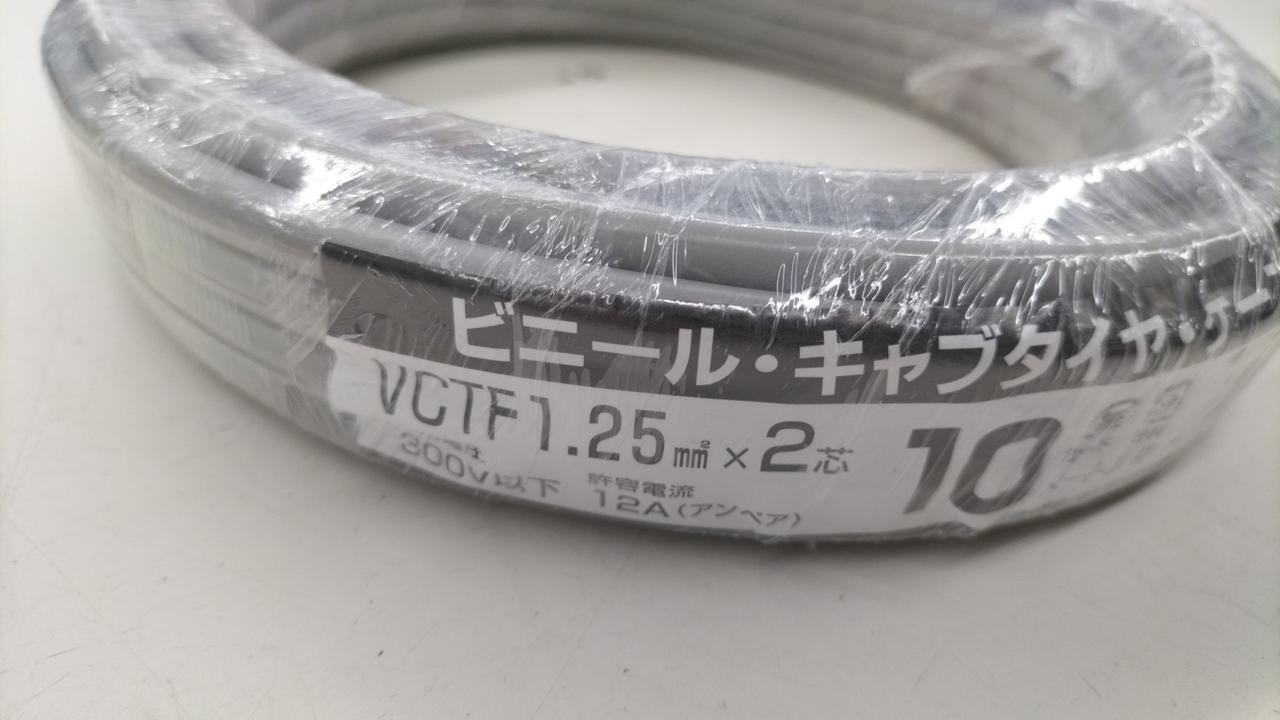 ビニール・キャブタイヤ・ケー
VCTF1.25㎟×2芯 10
300V以下 許容電流
12A(アンペア)